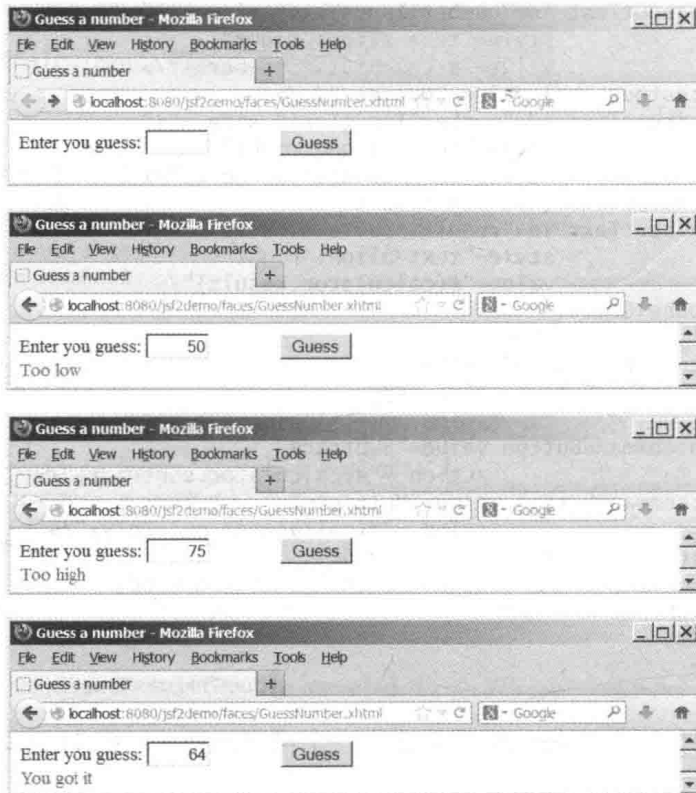 Guess a number - Mozilla Firefox
File Edit View History Bookmarks Tools Help
Guess a number +
localhost:8080/jsf2demo/faces/GuessNumber.xhtml Google
Enter you guess: Guess
Guess a number - Mozilla Firefox
File Edit View History Bookmarks Tools Help
Guess a number +
localhost:8080/jsf2demo/faces/GuessNumber.xhtml Google
Enter you guess: 50 Guess
Too low
Guess a number - Mozilla Firefox
File Edit View History Bookmarks Tools Help
Guess a number +
localhost:8080/jsf2demo/faces/GuessNumber.xhtml Google
Enter you guess: 75 Guess
Too high
Guess a number - Mozilla Firefox
File Edit View History Bookmarks Tools Help
Guess a number +
localhost:8080/jsf2demo/faces/GuessNumber.xhtml Google
Enter you guess: 64 Guess
You got it